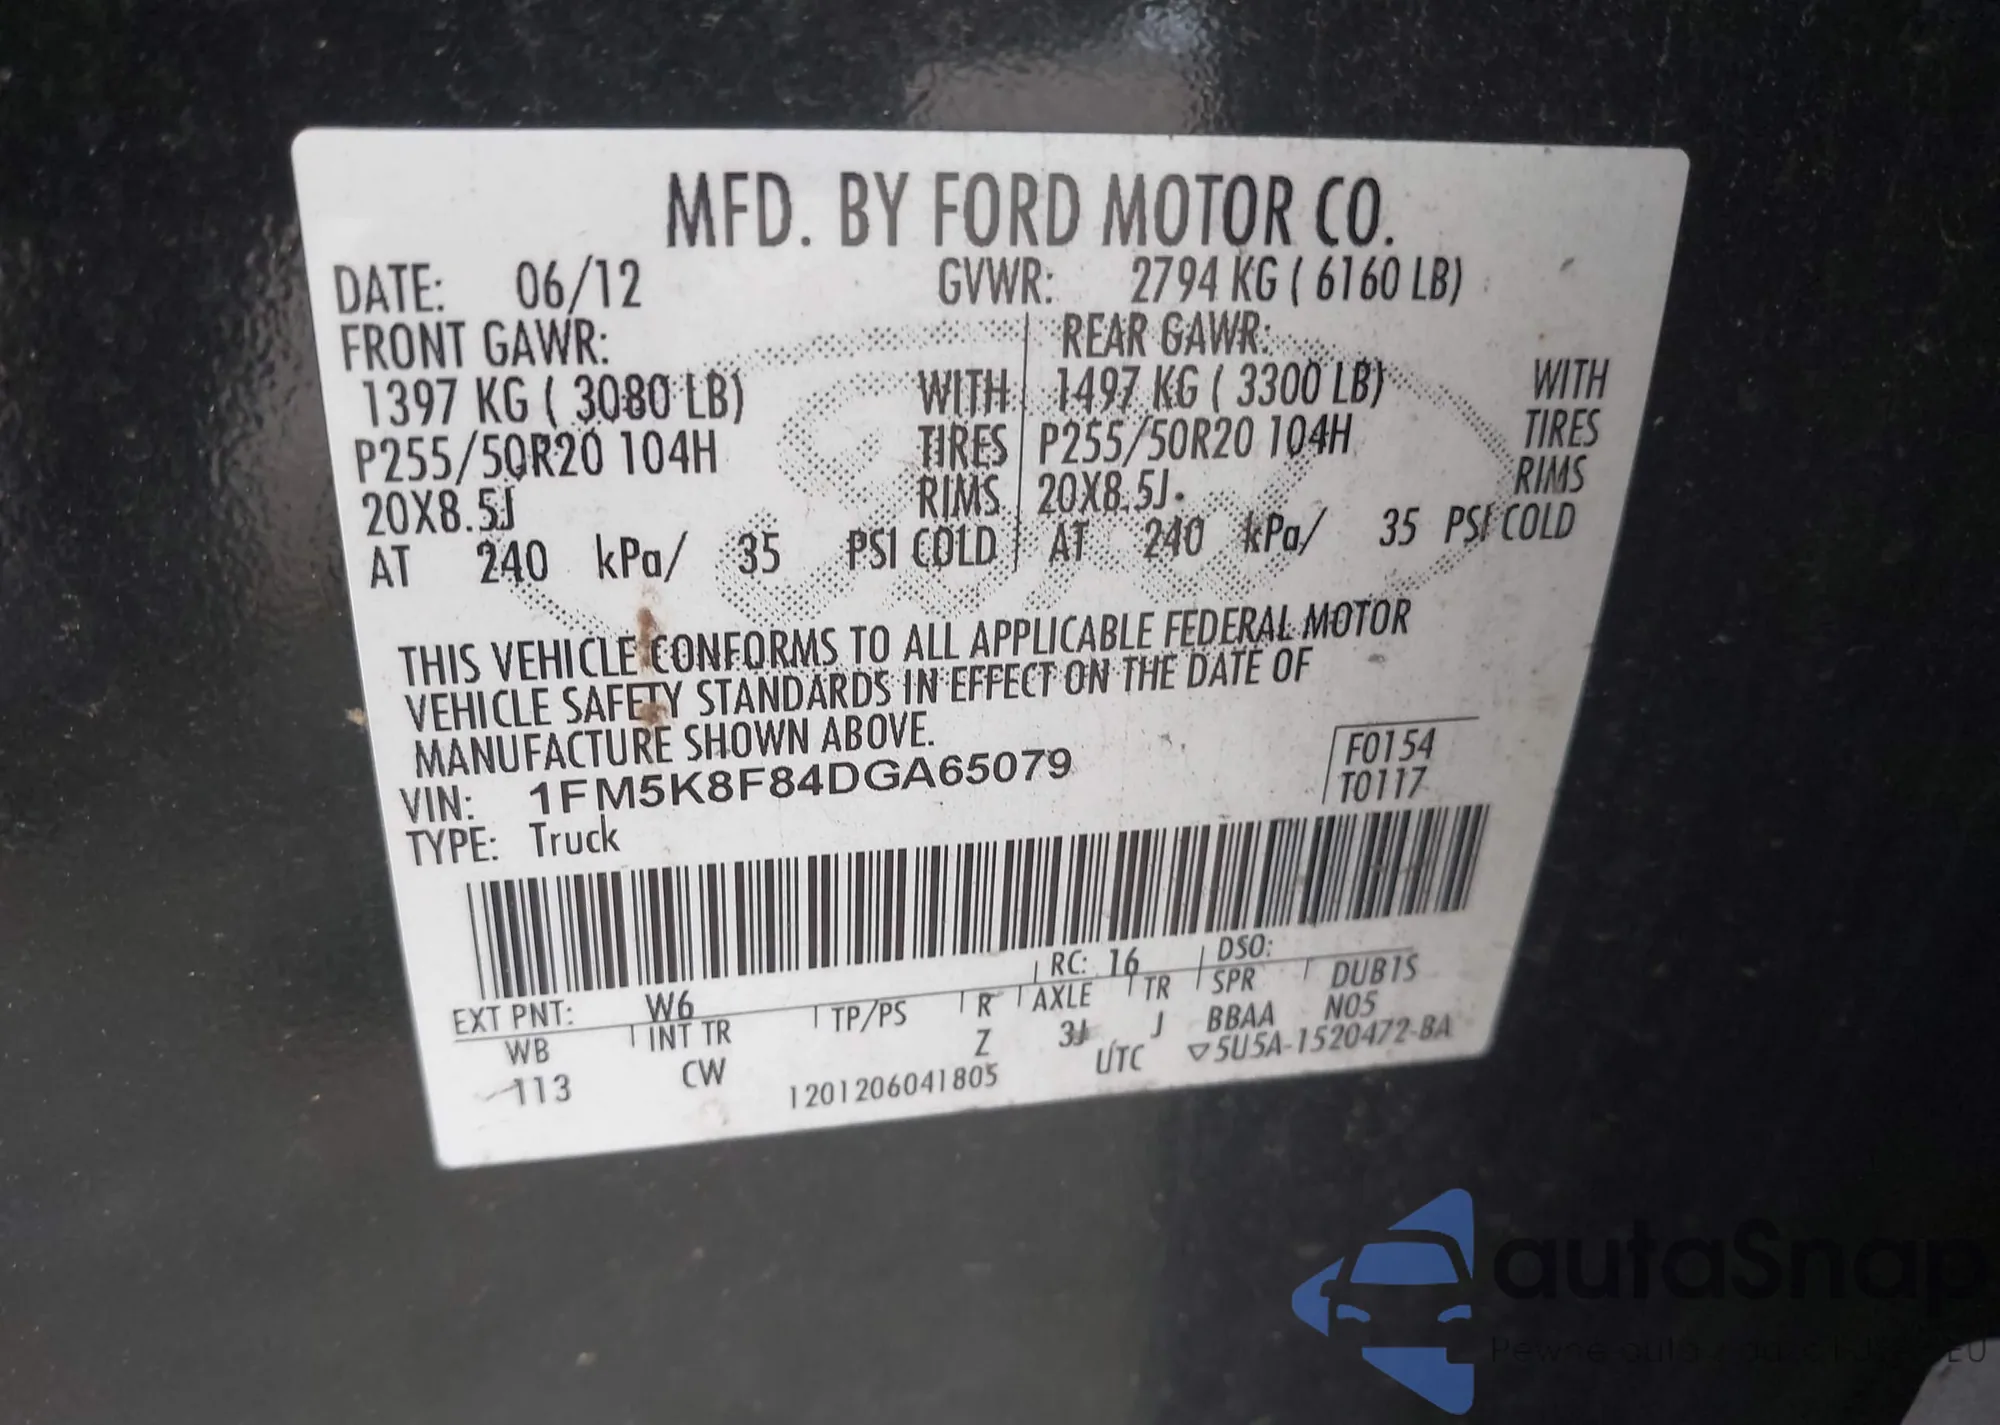 MFD. BY FORD MOTOR CO.
DATE: 06/12 GVWR: 2794 KG ( 6160 LB)
FRONT GAWR: REAR GAWR:
1397 KG ( 3080 LB) WITH 1497 KG ( 3300 LB) WITH
P255/50R20 104H TIRES P255/50R20 104H TIRES
20X8.5J RIMS 20X8.5J RIMS
AT 240 kPa/ 35 PSI COLD AT 240 kPa/ 35 PSI COLD
THIS VEHICLE CONFORMS TO ALL APPLICABLE FEDERAL MOTOR
VEHICLE SAFETY STANDARDS IN EFFECT ON THE DATE OF
MANUFACTURE SHOWN ABOVE.
VIN: 1FM5K8F84DGA65079
F0154
T0117
TYPE: Truck
EXT PNT: W6 RC: 16 DSO:
WB INT TR TP/PS R AXLE TR SPR DUB1S
113 CW Z 3J J BBAA N05
1201206041805 UTC ▽5U5A-1520472-BA
autaSnap